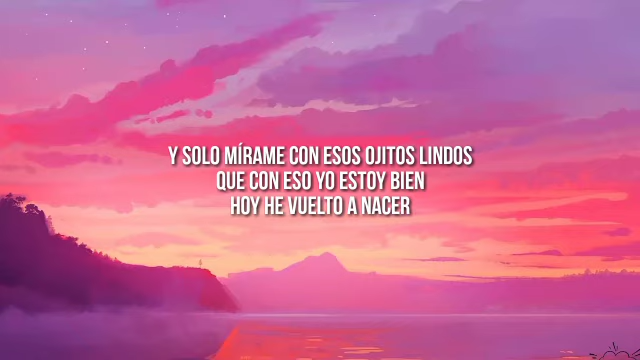 Y SOLO MÍRAME CON ESOS OJITOS LINDOS
QUE CON ESO YO ESTOY BIEN
HOY HE VUELTO A NACER